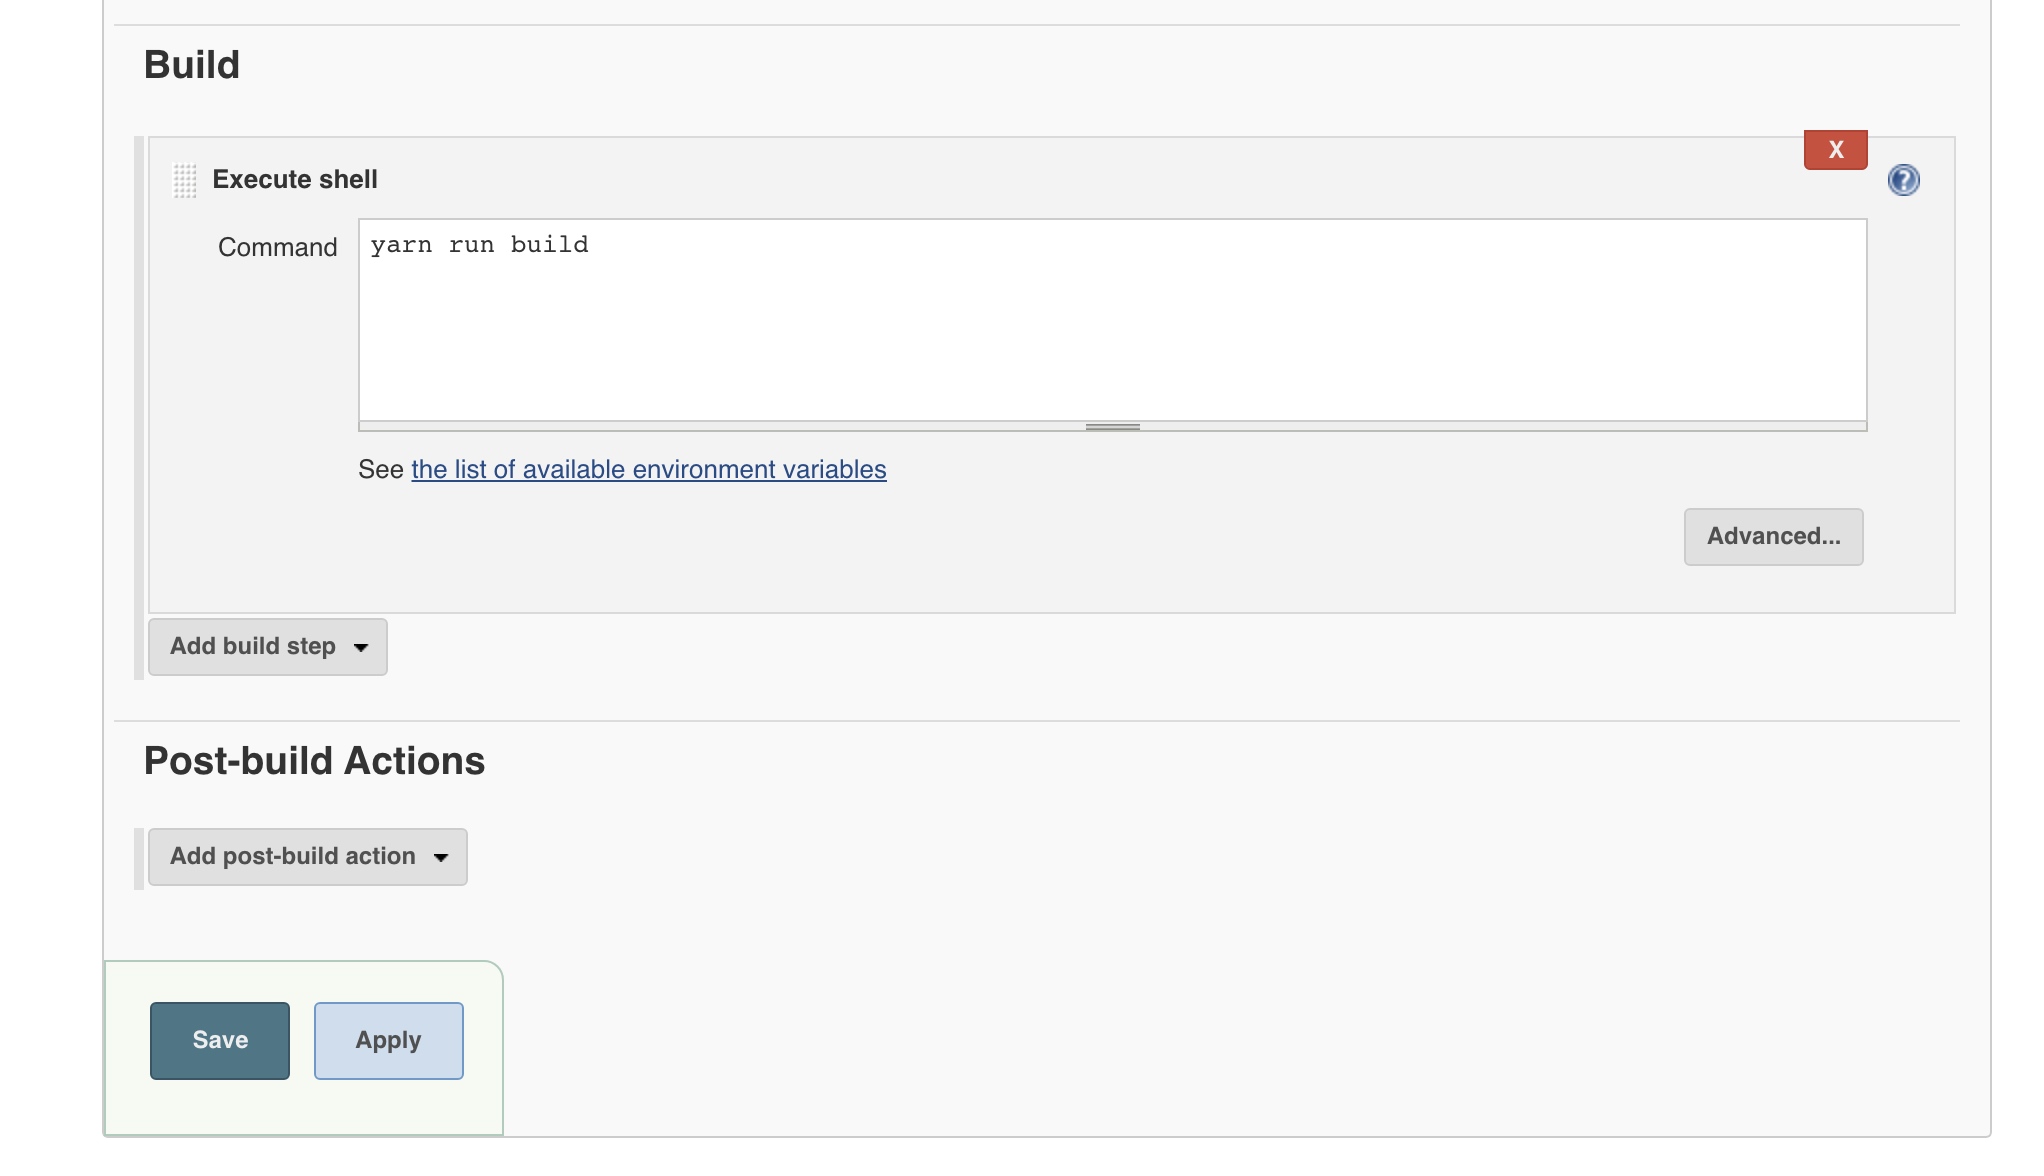 Build
X
Execute shell
?
Command
yarn run build
See the list of available environment variables
Advanced...
Add build step
Post-build Actions
Add post-build action
Save
Apply